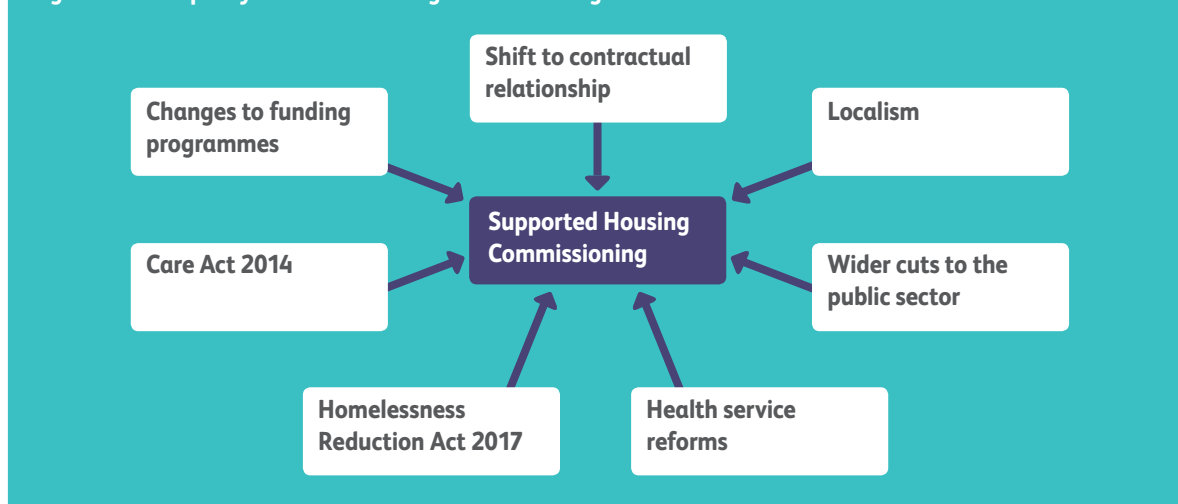 Shift to contractual
relationship
Changes to funding
programmes
Localism
Supported Housing
Commissioning
Care Act 2014
Wider cuts to the
public sector
Homelessness
Reduction Act 2017
Health service
reforms